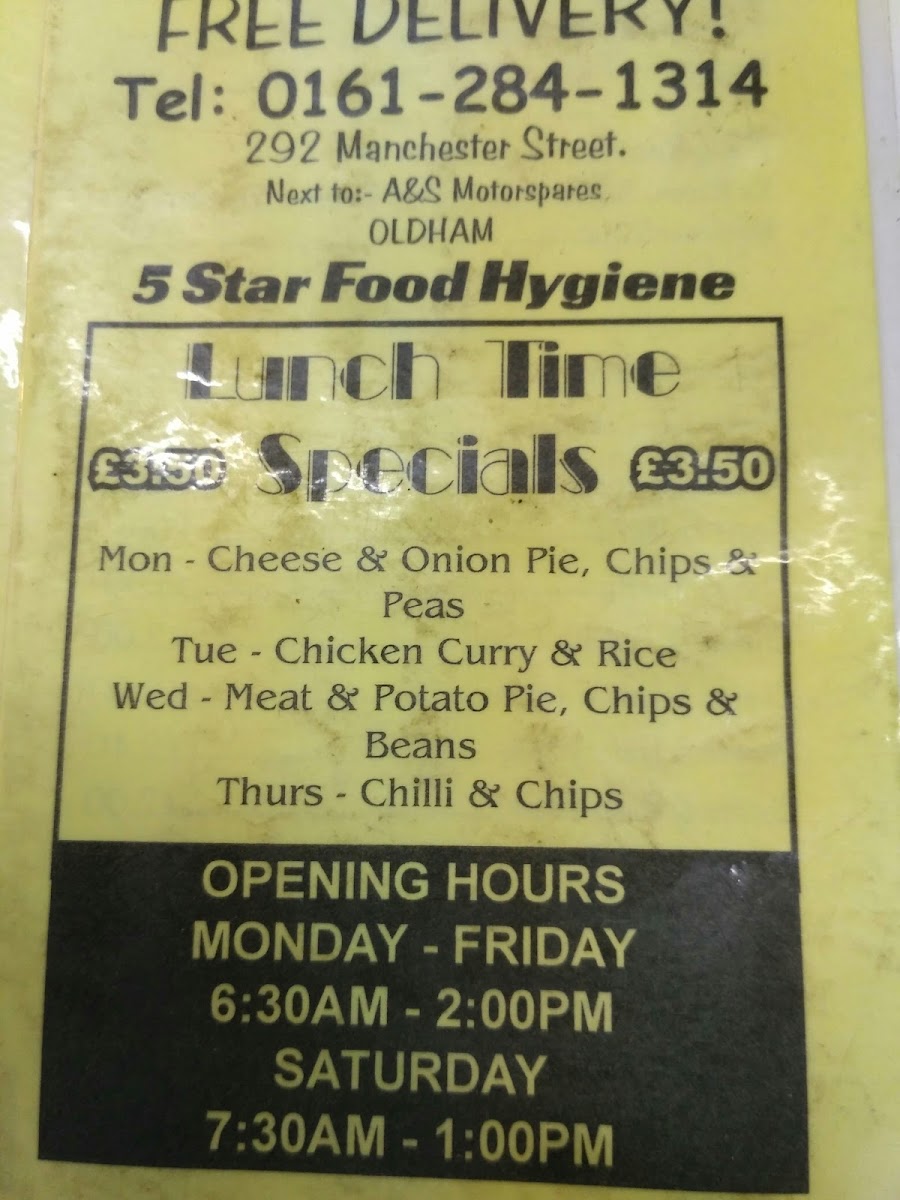 FREE DELIVERY!
Tel: 0161-284-1314
292 Manchester Street.
Next to:- A&S Motorspares.
OLDHAM
5 Star Food Hygiene
Lunch Time
£3.50 Specials £3.50
Mon - Cheese & Onion Pie, Chips &
Peas
Tue - Chicken Curry & Rice
Wed - Meat & Potato Pie, Chips &
Beans
Thurs - Chilli & Chips
OPENING HOURS
MONDAY - FRIDAY
6:30AM - 2:00PM
SATURDAY
7:30AM - 1:00PM